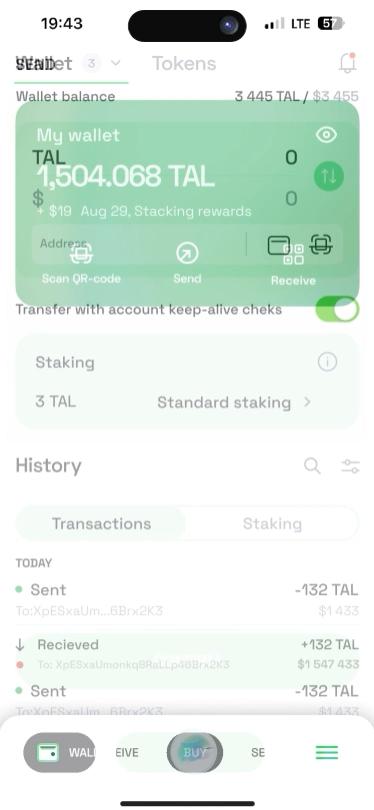 19:43 LTE 57
Wallet 3 Tokens
SEND
Wallet balance 3 445 TAL / $3 455
My wallet
TAL 0
1,504.068 TAL
$ 0
+ $19 Aug 29, Stacking rewards
Address
Scan QR-code Send Receive
Transfer with account keep-alive cheks
Staking
3 TAL Standard staking
History
Transactions Staking
TODAY
Sent -132 TAL
To:XpESxaUm...6Brx2K3 $1 433
Recieved +132 TAL
To: XpESxaUmonkq8RaLLp46Brx2K3 $1 547 433
Sent -132 TAL
To:XpESxaUm...6Brx2K3 $1 433
WALL EIVE BUY SE